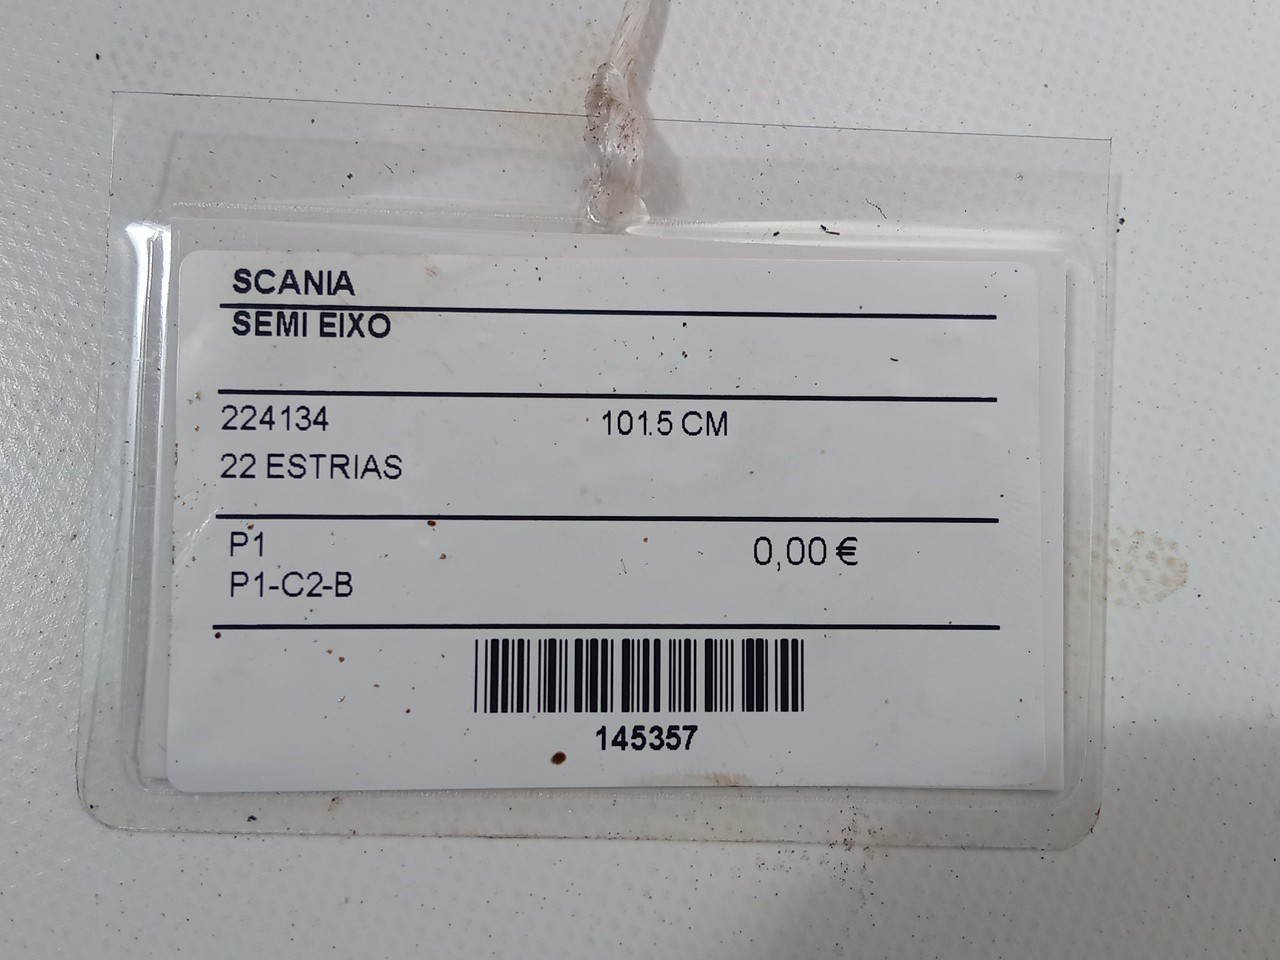 SCANIA
SEMI EIXO
224134 101.5 CM
22 ESTRIAS
P1 0,00 €
P1-C2-B
145357